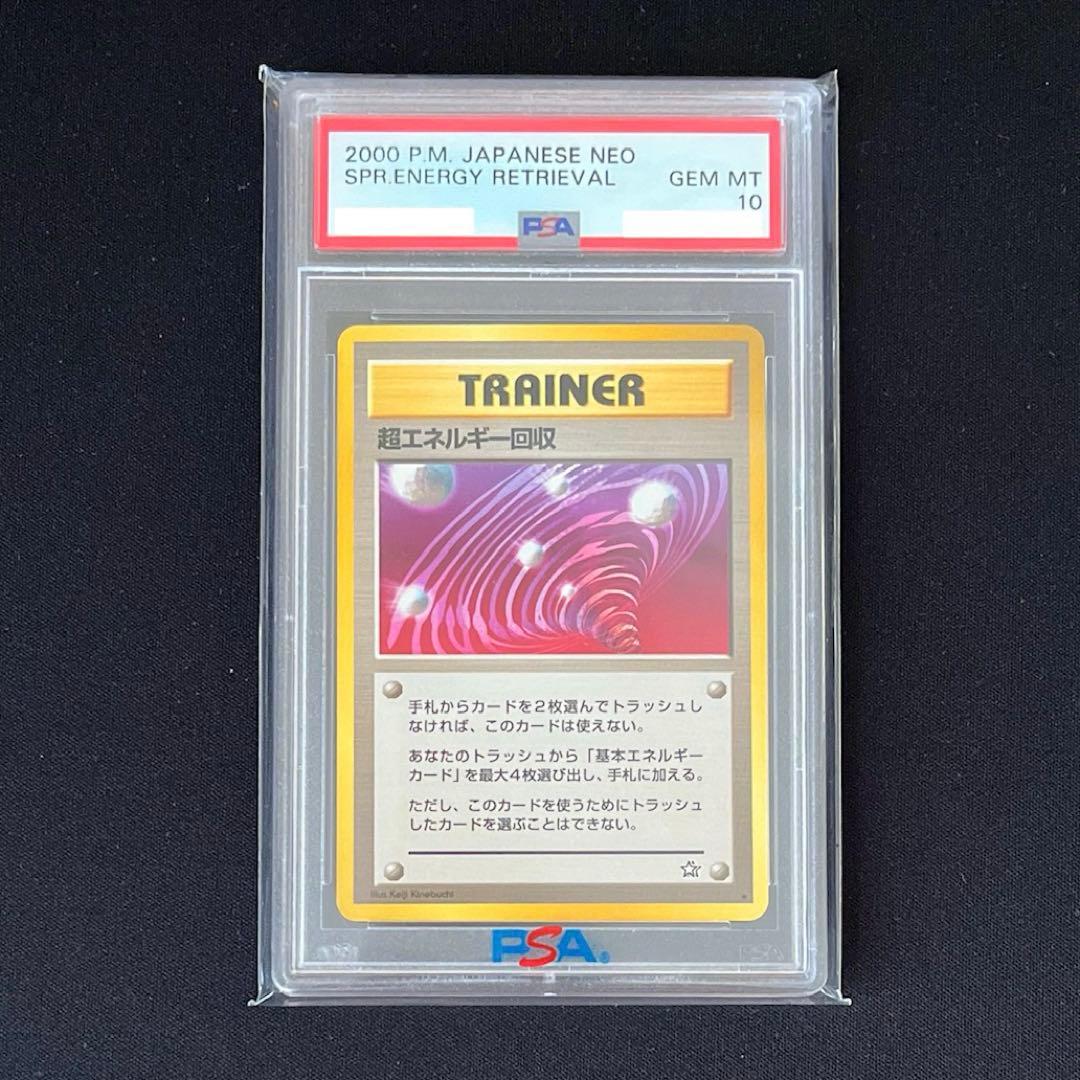 2000 P.M. JAPANESE NEO
SPR.ENERGY RETRIEVAL
GEM MT
10
PSA
TRAINER
超エネルギー回収
手札からカードを2枚選んでトラッシュし
なければ、このカードは使えない。
あなたのトラッシュから「基本エネルギー
カード」を最大4枚選び出し、手札に加える。
ただし、このカードを使うためにトラッシュ
したカードを選ぶことはできない。
Illus. Keiji Kinebuchi
PSA®